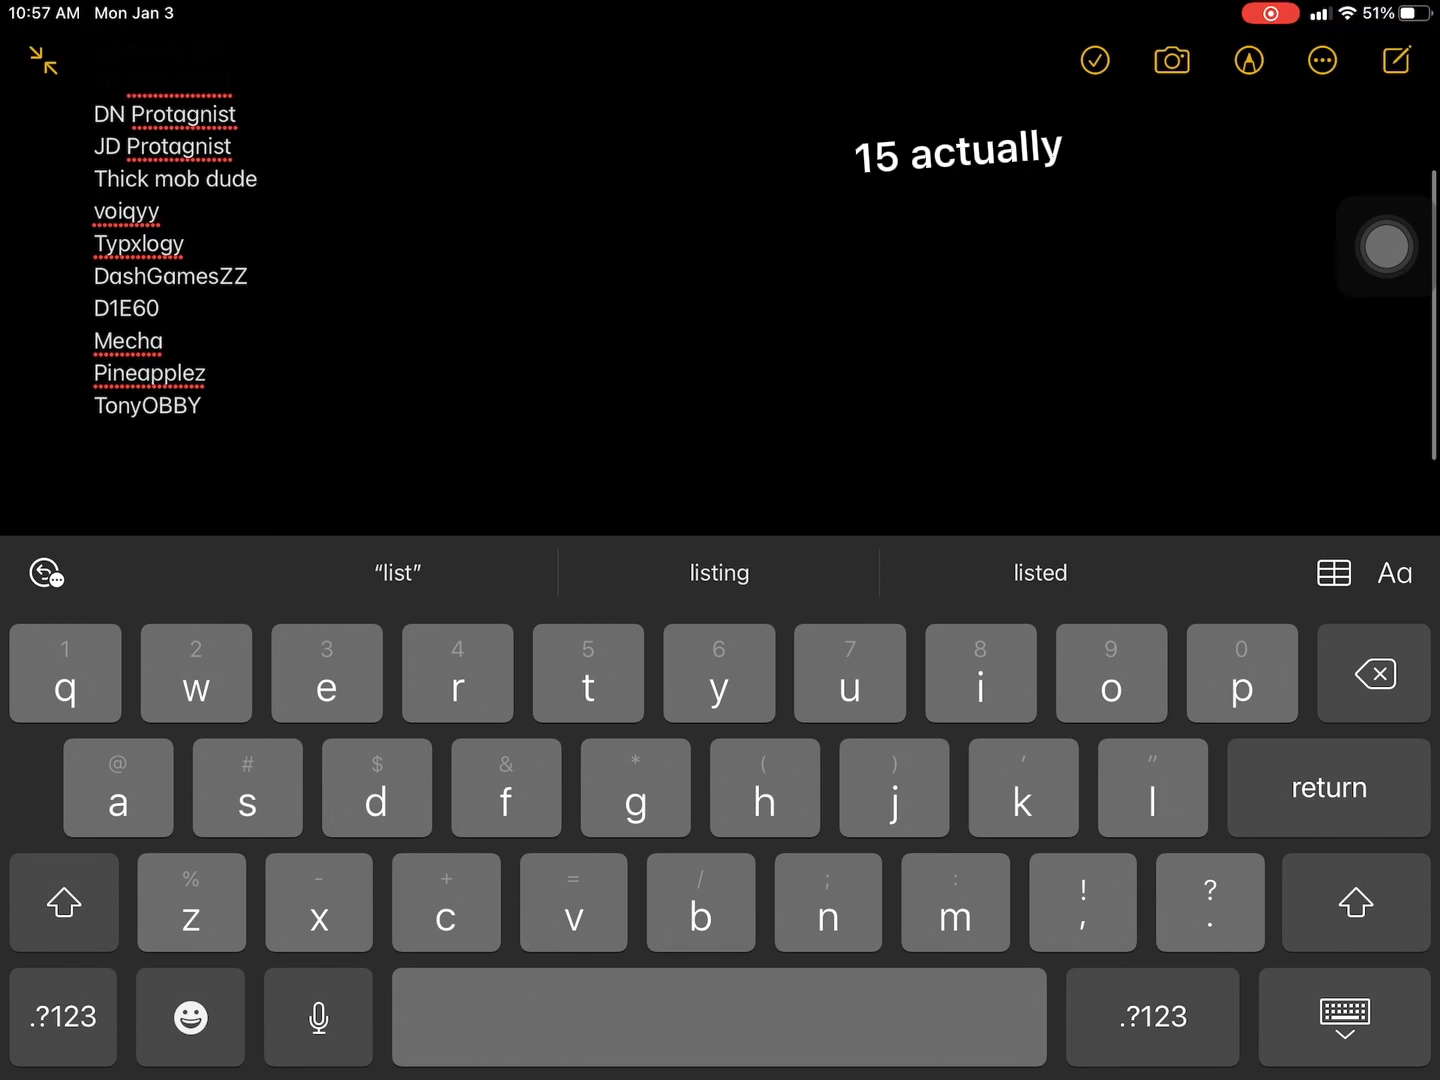 10:57 AM Mon Jan 3
51%
DN Protagnist
JD Protagnist
15 actually
Thick mob dude
voiqyy
Typxlogy
DashGamesZZ
D1E60
Mecha
Pineapplez
TonyOBBY
“list” listing listed Aa
1 2 3 4 5 6 7 8 9 0
q w e r t y u i o p
@ # $ & * ( ) ' "
a s d f g h j k l return
% - + = / ; : ! ?
z x c v b n m , .
.?123 .?123